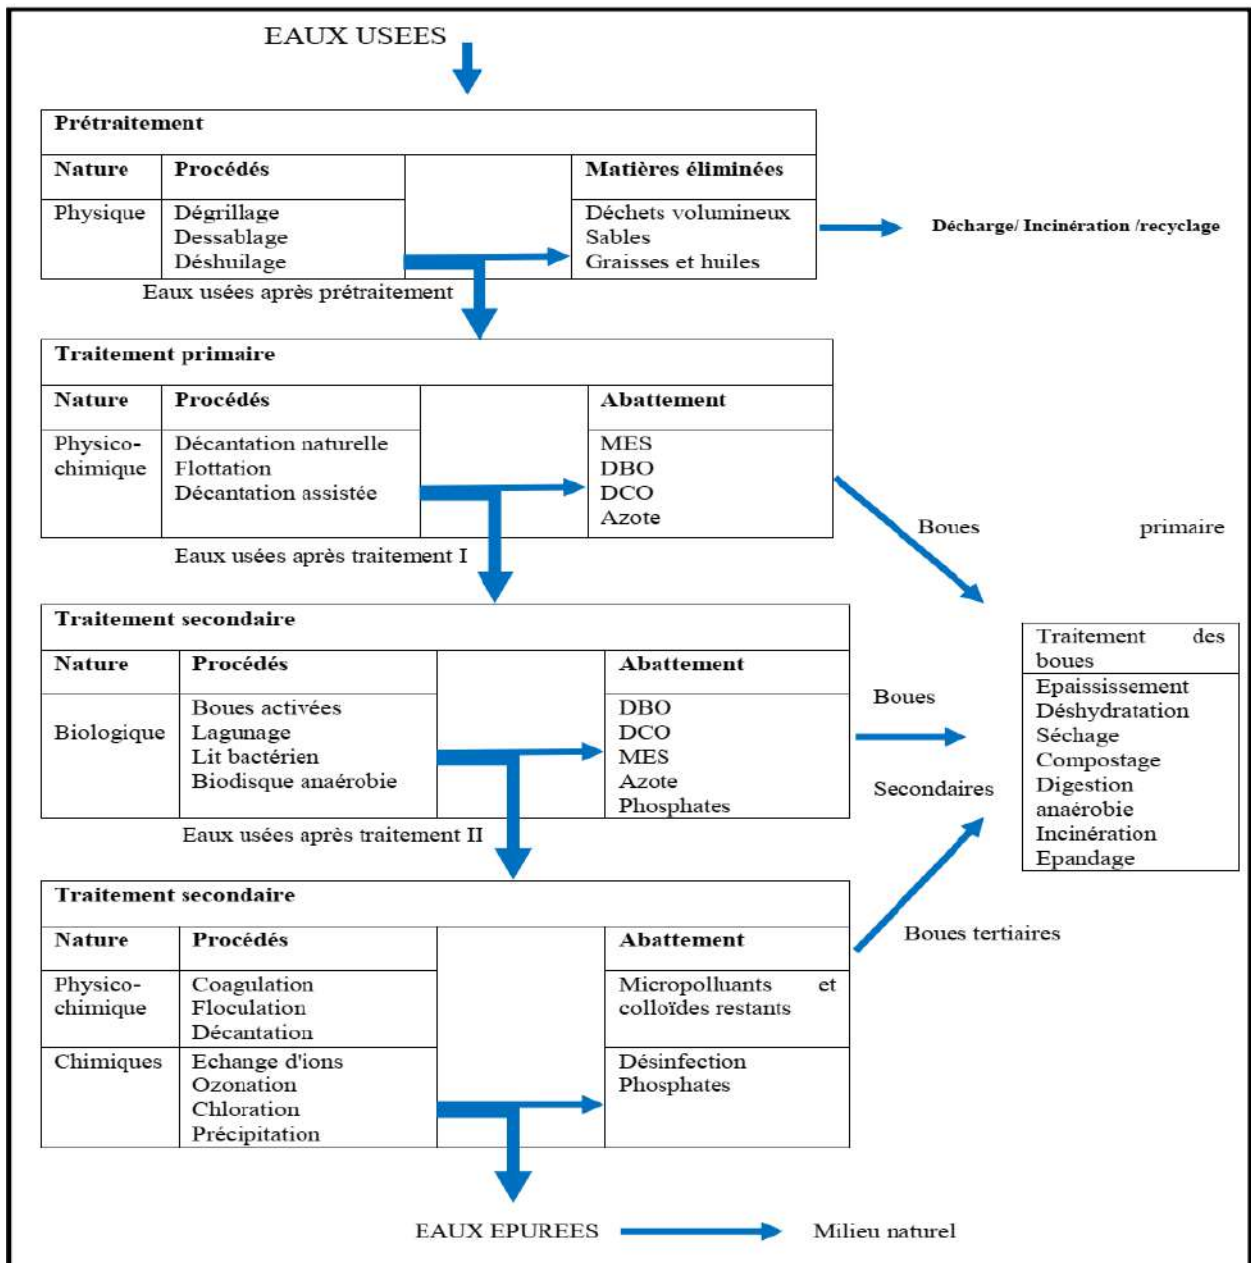 EAUX USEES
Prétraitement
Nature Procédés Matières éliminées
Physique Dégrillage Déchets volumineux Décharge/ Incinération /recyclage
Dessablage Sables
Déshuilage Graisses et huiles
Eaux usées après prétraitement
Traitement primaire
Nature Procédés Abattement
Physico- Décantation naturelle MES
chimique Flottation DBO
Décantation assistée DCO
Azote
Boues primaire
Eaux usées après traitement I
Traitement secondaire
Nature Procédés Abattement
Boues activées DBO
Biologique Lagunage DCO
Lit bactérien MES
Biodisque anaérobie Azote
Phosphates
Boues
Secondaires
Traitement des
boues
Epaississement
Déshydratation
Séchage
Compostage
Digestion
anaérobie
Incinération
Epandage
Eaux usées après traitement II
Traitement secondaire
Nature Procédés Abattement
Boues tertiaires
Physico- Coagulation Micropolluants et
chimique Floculation colloïdes restants
Décantation
Chimiques Echange d'ions Désinfection
Ozonation Phosphates
Chloration
Précipitation
EAUX EPUREES Milieu naturel